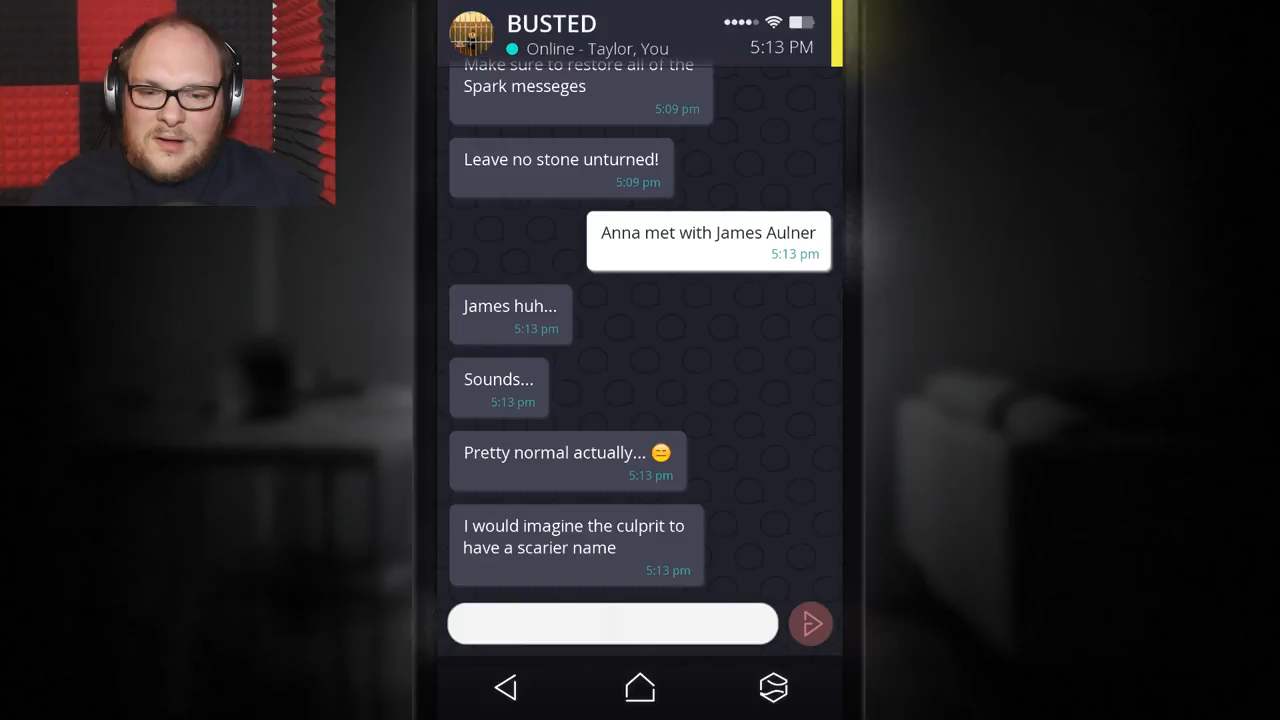 BUSTED
Online - Taylor, You
5:13 PM
Make sure to restore all of the
Spark messeges
5:09 pm
Leave no stone unturned!
5:09 pm
Anna met with James Aulner
5:13 pm
James huh...
5:13 pm
Sounds...
5:13 pm
Pretty normal actually... 😑
5:13 pm
I would imagine the culprit to
have a scarier name
5:13 pm